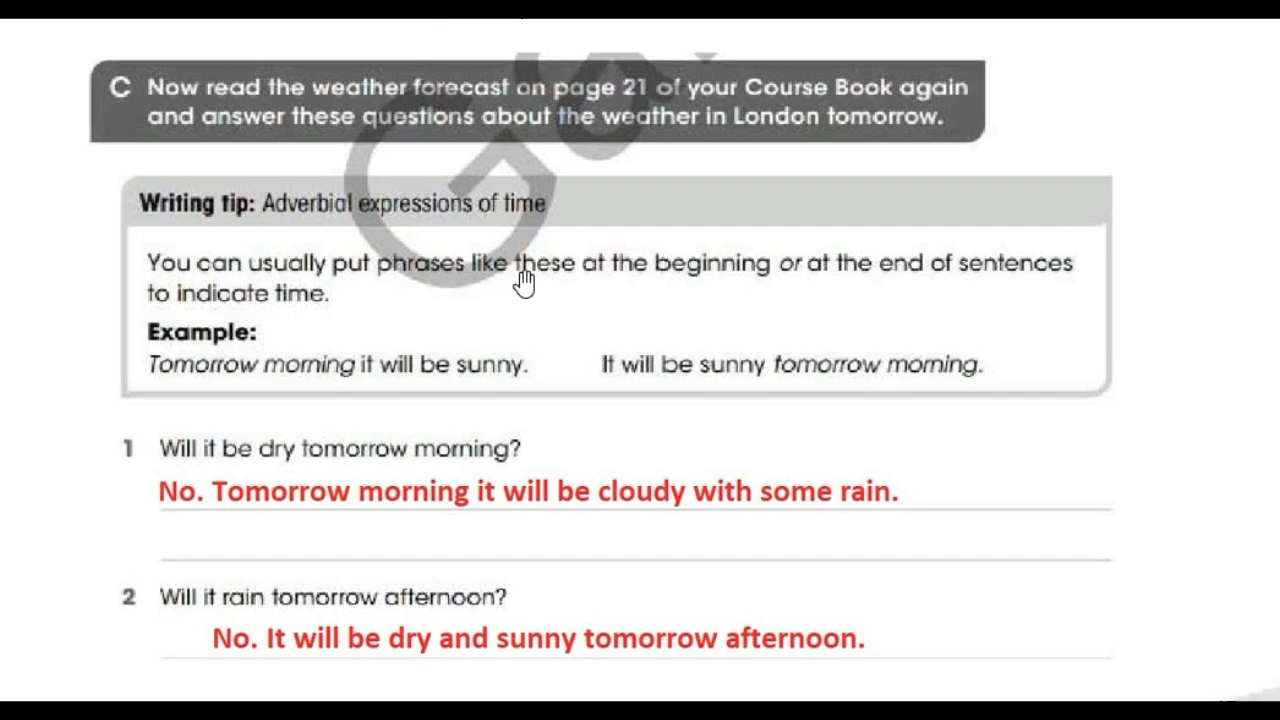 C Now read the weather forecast on page 21 of your Course Book again
and answer these questions about the weather in London tomorrow.
Writing tip: Adverbial expressions of time
You can usually put phrases like these at the beginning or at the end of sentences
to indicate time.
Example:
Tomorrow morning it will be sunny. It will be sunny tomorrow morning.
1 Will it be dry tomorrow morning?
No. Tomorrow morning it will be cloudy with some rain.
2 Will it rain tomorrow afternoon?
No. It will be dry and sunny tomorrow afternoon.